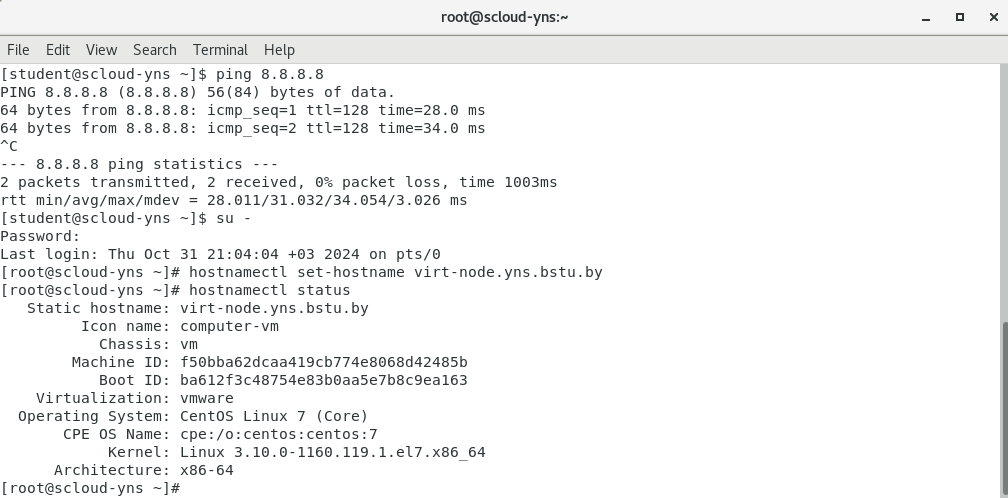 root@scloud-yns:~
File Edit View Search Terminal Help
[student@scloud-yns ~]$ ping 8.8.8.8
PING 8.8.8.8 (8.8.8.8) 56(84) bytes of data.
64 bytes from 8.8.8.8: icmp_seq=1 ttl=128 time=28.0 ms
64 bytes from 8.8.8.8: icmp_seq=2 ttl=128 time=34.0 ms
^C
--- 8.8.8.8 ping statistics ---
2 packets transmitted, 2 received, 0% packet loss, time 1003ms
rtt min/avg/max/mdev = 28.011/31.032/34.054/3.026 ms
[student@scloud-yns ~]$ su -
Password:
Last login: Thu Oct 31 21:04:04 +03 2024 on pts/0
[root@scloud-yns ~]# hostnamectl set-hostname virt-node.yns.bstu.by
[root@scloud-yns ~]# hostnamectl status
   Static hostname: virt-node.yns.bstu.by
         Icon name: computer-vm
           Chassis: vm
        Machine ID: f50bba62dcaa419cb774e8068d42485b
           Boot ID: ba612f3c48754e83b0aa5e7b8c9ea163
    Virtualization: vmware
  Operating System: CentOS Linux 7 (Core)
       CPE OS Name: cpe:/o:centos:centos:7
            Kernel: Linux 3.10.0-1160.119.1.el7.x86_64
      Architecture: x86-64
[root@scloud-yns ~]#